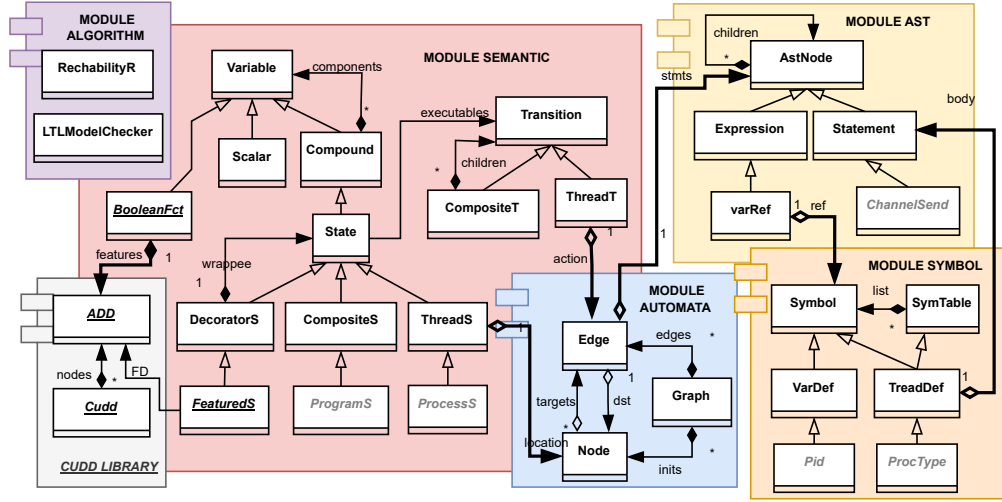 MODULE
ALGORITHM
RechabilityR
LTLModelChecker
MODULE SEMANTIC
Variable
components
*
Scalar
Compound
BooleanFct
features
1
executables
Transition
children
*
CompositeT
ThreadT
1
action
State
wrappee
1
DecoratorS
CompositeS
ThreadS
1
FeaturedS
ProgramS
ProcessS
ADD
nodes
*
FD
Cudd
CUDD LIBRARY
MODULE
AUTOMATA
Edge
edges
*
1
targets
*
dst
Graph
location
Node
inits
*
MODULE AST
children
*
AstNode
stmts
1
body
Expression
Statement
varRef
1
ref
ChannelSend
MODULE SYMBOL
Symbol
list
*
SymTable
VarDef
TreadDef
1
Pid
ProcType